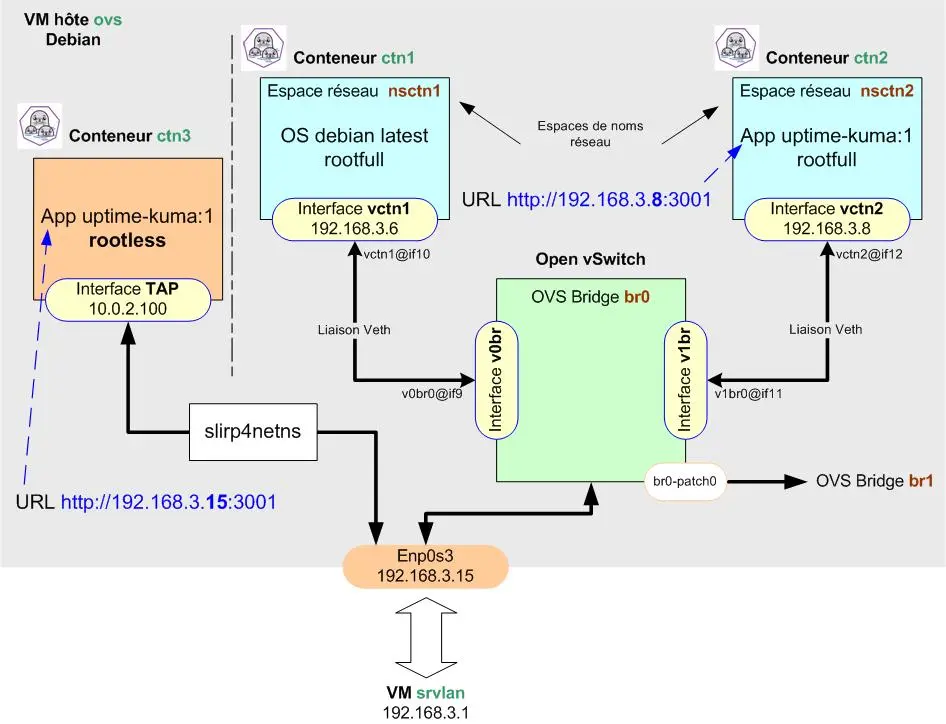 VM hôte ovs
Debian
Conteneur ctn1
Conteneur ctn2
Espace réseau nsctn1
Espace réseau nsctn2
Conteneur ctn3
Espaces de noms
réseau
OS debian latest
rootfull
App uptime-kuma:1
rootfull
URL http://192.168.3.8:3001
App uptime-kuma:1
rootless
Interface vctn1
192.168.3.6
Interface vctn2
192.168.3.8
vctn1@if10
vctn2@if12
Open vSwitch
Interface TAP
10.0.2.100
OVS Bridge br0
Liaison Veth
Liaison Veth
Interface v0br
Interface v1br
v0br0@if9
v1br0@if11
slirp4netns
br0-patch0
OVS Bridge br1
URL http://192.168.3.15:3001
Enp0s3
192.168.3.15
VM srvlan
192.168.3.1